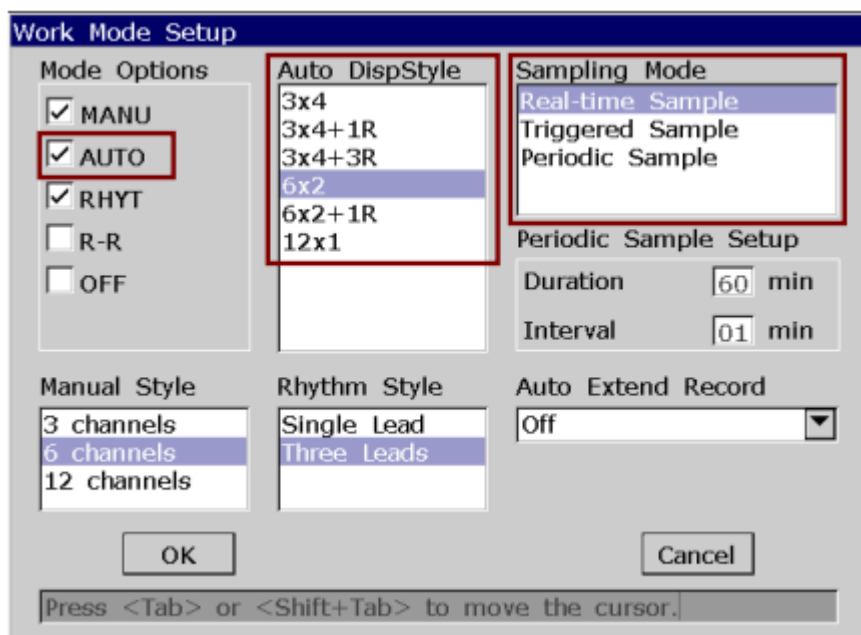 Work Mode Setup
Mode Options
MANU
AUTO
RHYT
R-R
OFF
Auto DispStyle
3x4
3x4+1R
3x4+3R
6x2
6x2+1R
12x1
Sampling Mode
Real-time Sample
Triggered Sample
Periodic Sample
Periodic Sample Setup
Duration 60 min
Interval 01 min
Manual Style
3 channels
6 channels
12 channels
Rhythm Style
Single Lead
Three Leads
Auto Extend Record
Off
OK
Cancel
Press <Tab> or <Shift+Tab> to move the cursor.